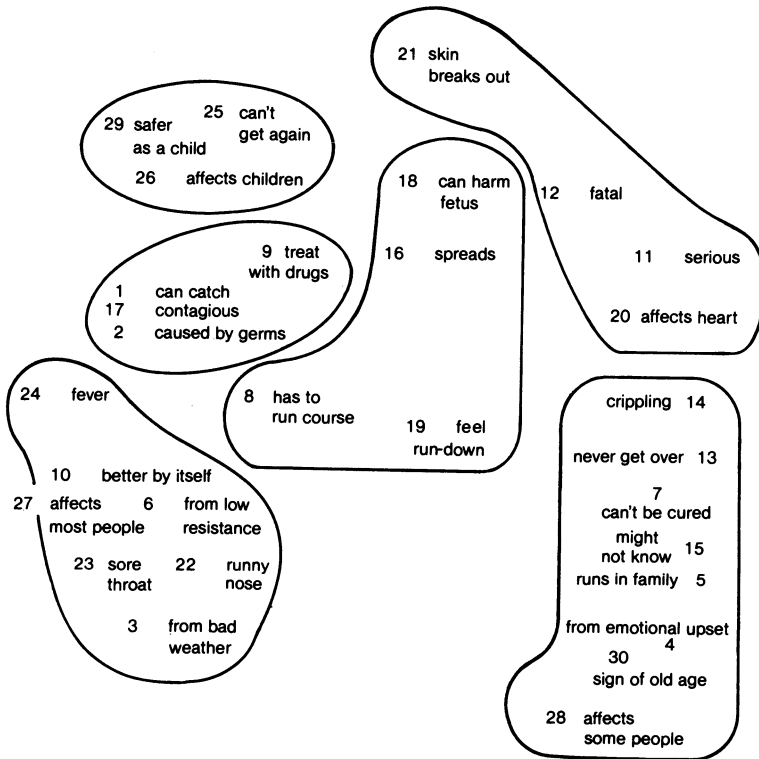 21 skin
breaks out
25 can't
get again
29 safer
as a child
26 affects children
18 can harm
fetus
12 fatal
16 spreads
11 serious
20 affects heart
9 treat
with drugs
1 can catch
17 contagious
2 caused by germs
8 has to
run course
19 feel
run-down
24 fever
10 better by itself
27 affects
most people
6 from low
resistance
23 sore
throat
22 runny
nose
3 from bad
weather
crippling 14
never get over 13
7
can't be cured
might
not know 15
runs in family 5
from emotional upset
4
30
sign of old age
28 affects
some people